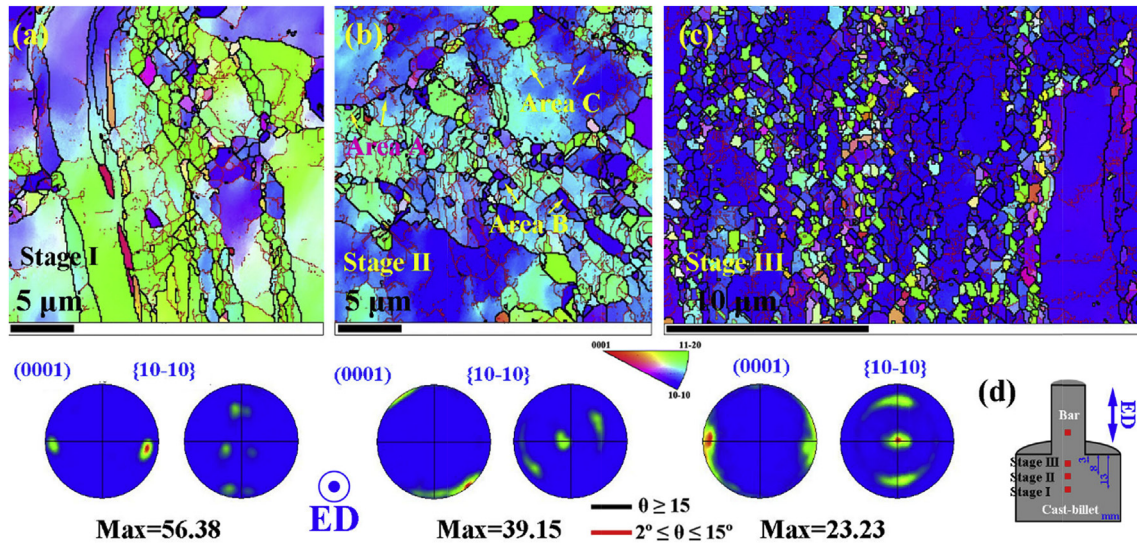 (a)
(b)
(c)
Area C
Area A
Area B
Stage I
Stage II
Stage III
5 μm
5 μm
10 μm
0001
11-20
10-10
(0001)
{10-10}
(0001)
{10-10}
(0001)
{10-10}
(d)
Bar
ED
Stage III
Stage II
Stage I
3
8
13
Cast-billet
mm
ED
θ ≥ 15
2º ≤ θ ≤ 15º
Max=56.38
Max=39.15
Max=23.23